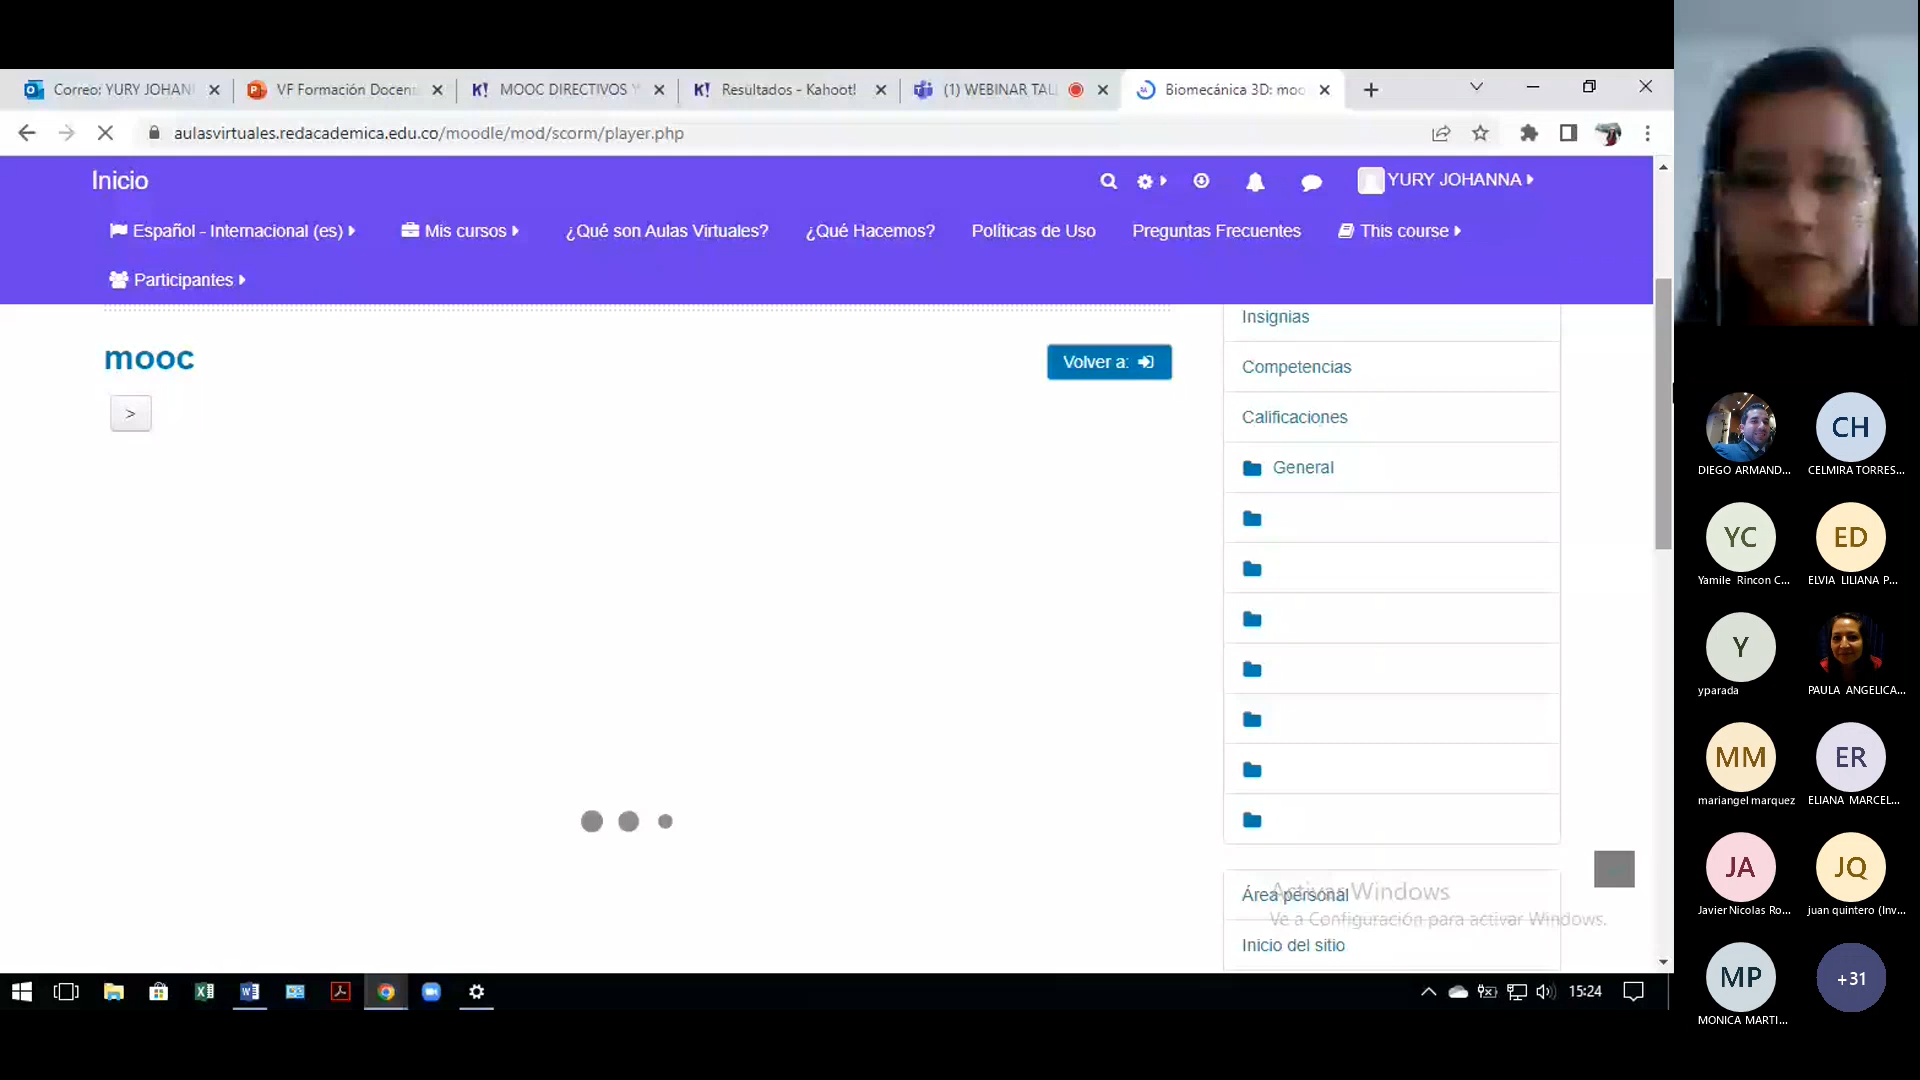 Correo: YURY JOHAN
VF Formación Docen
MOOC DIRECTIVOS Y
Resultados - Kahoot!
(1) WEBINAR TAL
Biomecánica 3D: moo
aulasvirtuales.redacademica.edu.co/moodle/mod/scorm/player.php
Inicio
YURY JOHANNA
Español - Internacional (es)
Mis cursos
¿Qué son Aulas Virtuales?
¿Qué Hacemos?
Políticas de Uso
Preguntas Frecuentes
This course
Participantes
mooc
Volver a:
>
Insignias
Competencias
Calificaciones
General
Área personal
Inicio del sitio
Activar Windows
Ve a Configuración para activar Windows.
15:24
DIEGO ARMAND...
CH
CELMIRA TORRES...
YC
Yamile Rincon C...
ED
ELVIA LILIANA P...
Y
yparada
PAULA ANGELICA...
MM
mariangel marquez
ER
ELIANA MARCEL...
JA
Javier Nicolas Ro...
JQ
juan quintero (Inv...
MP
MONICA MARTI...
+31